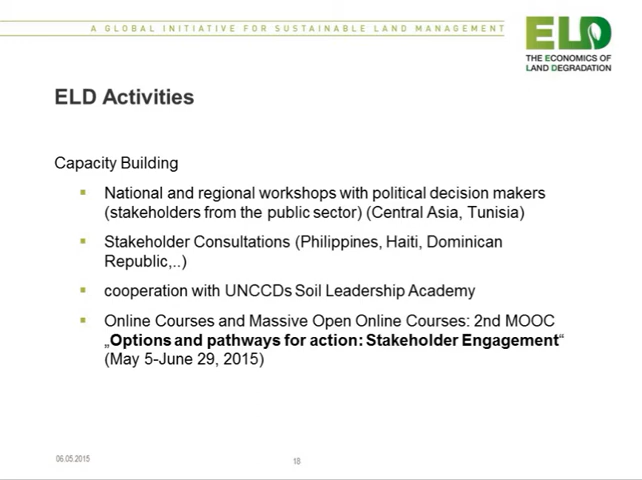 A GLOBAL INITIATIVE FOR SUSTAINABLE LAND MANAGEMENT
ELD
THE ECONOMICS OF
LAND DEGRADATION
ELD Activities
Capacity Building
▪ National and regional workshops with political decision makers
(stakeholders from the public sector) (Central Asia, Tunisia)
▪ Stakeholder Consultations (Philippines, Haiti, Dominican
Republic,..)
▪ cooperation with UNCCDs Soil Leadership Academy
▪ Online Courses and Massive Open Online Courses: 2nd MOOC
„Options and pathways for action: Stakeholder Engagement“
(May 5-June 29, 2015)
06.05.2015
18